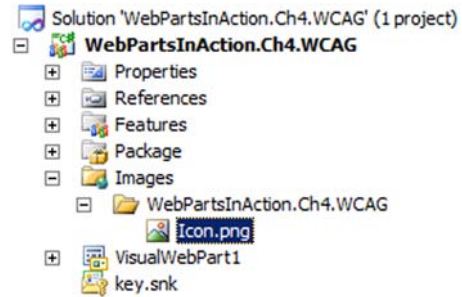 Solution 'WebPartsInAction.Ch4.WCAG' (1 project)
WebPartsInAction.Ch4.WCAG
Properties
References
Features
Package
Images
WebPartsInAction.Ch4.WCAG
Icon.png
VisualWebPart1
key.snk